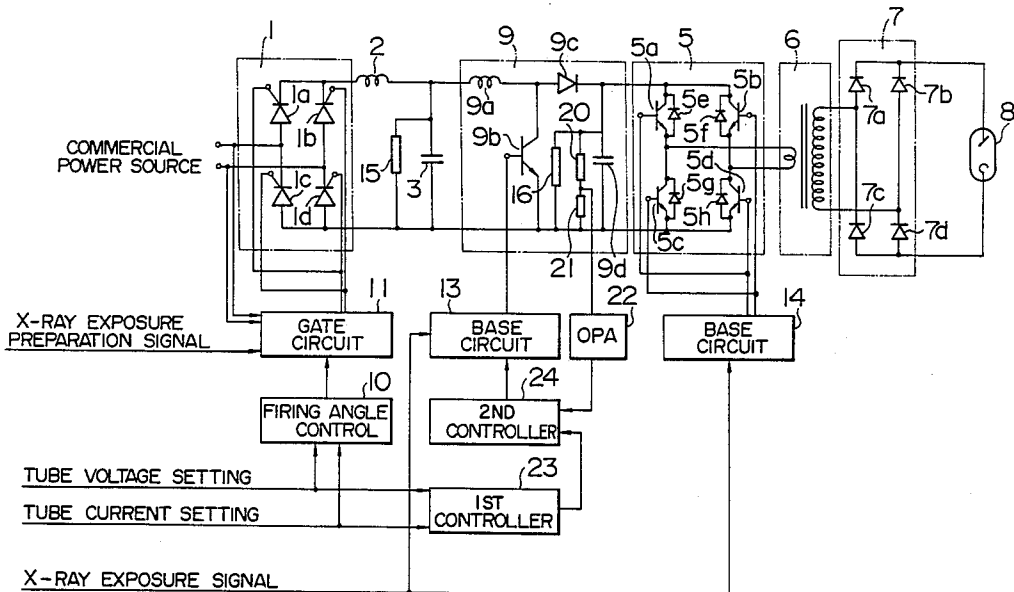 1
2
9
9c
5a
5
6
7
1a
1b
9a
5e
5b
7a
7b
8
COMMERCIAL
POWER SOURCE
9b
20
5f
15
3
16
5d
1c
1d
5g
5h
5c
7c
7d
21
9d
11
13
22
14
X-RAY EXPOSURE
PREPARATION SIGNAL
GATE
CIRCUIT
BASE
CIRCUIT
OPA
BASE
CIRCUIT
10
24
FIRING ANGLE
CONTROL
2ND
CONTROLLER
TUBE VOLTAGE SETTING
23
TUBE CURRENT SETTING
1ST
CONTROLLER
X-RAY EXPOSURE SIGNAL